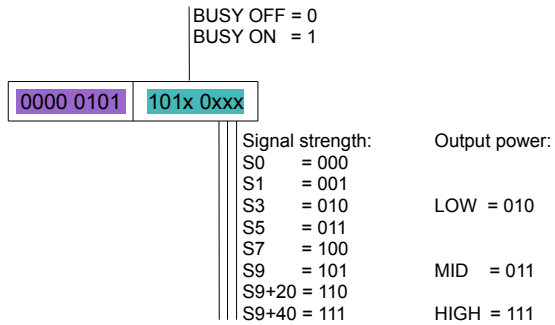 BUSY OFF = 0
BUSY ON = 1
0000 0101 101x 0xxx
Signal strength: Output power:
S0 = 000
S1 = 001
S3 = 010 LOW = 010
S5 = 011
S7 = 100
S9 = 101 MID = 011
S9+20 = 110
S9+40 = 111 HIGH = 111